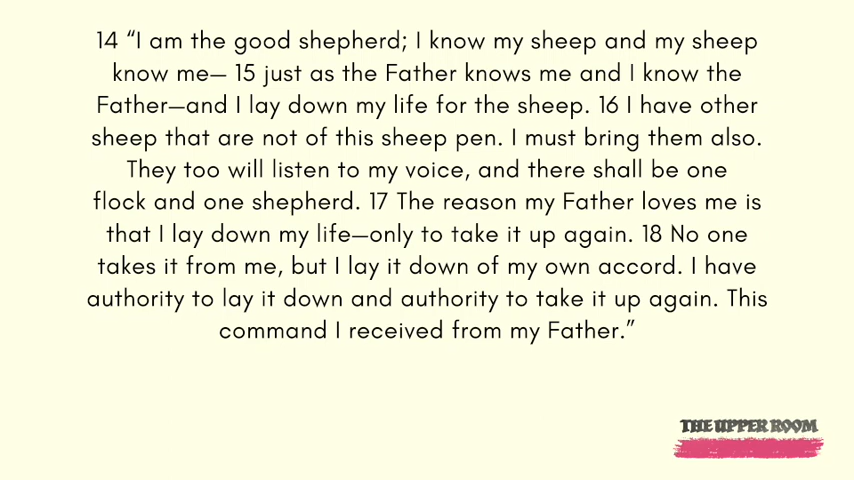 14 “I am the good shepherd; I know my sheep and my sheep
know me— 15 just as the Father knows me and I know the
Father—and I lay down my life for the sheep. 16 I have other
sheep that are not of this sheep pen. I must bring them also.
They too will listen to my voice, and there shall be one
flock and one shepherd. 17 The reason my Father loves me is
that I lay down my life—only to take it up again. 18 No one
takes it from me, but I lay it down of my own accord. I have
authority to lay it down and authority to take it up again. This
command I received from my Father.”
THE UPPER ROOM